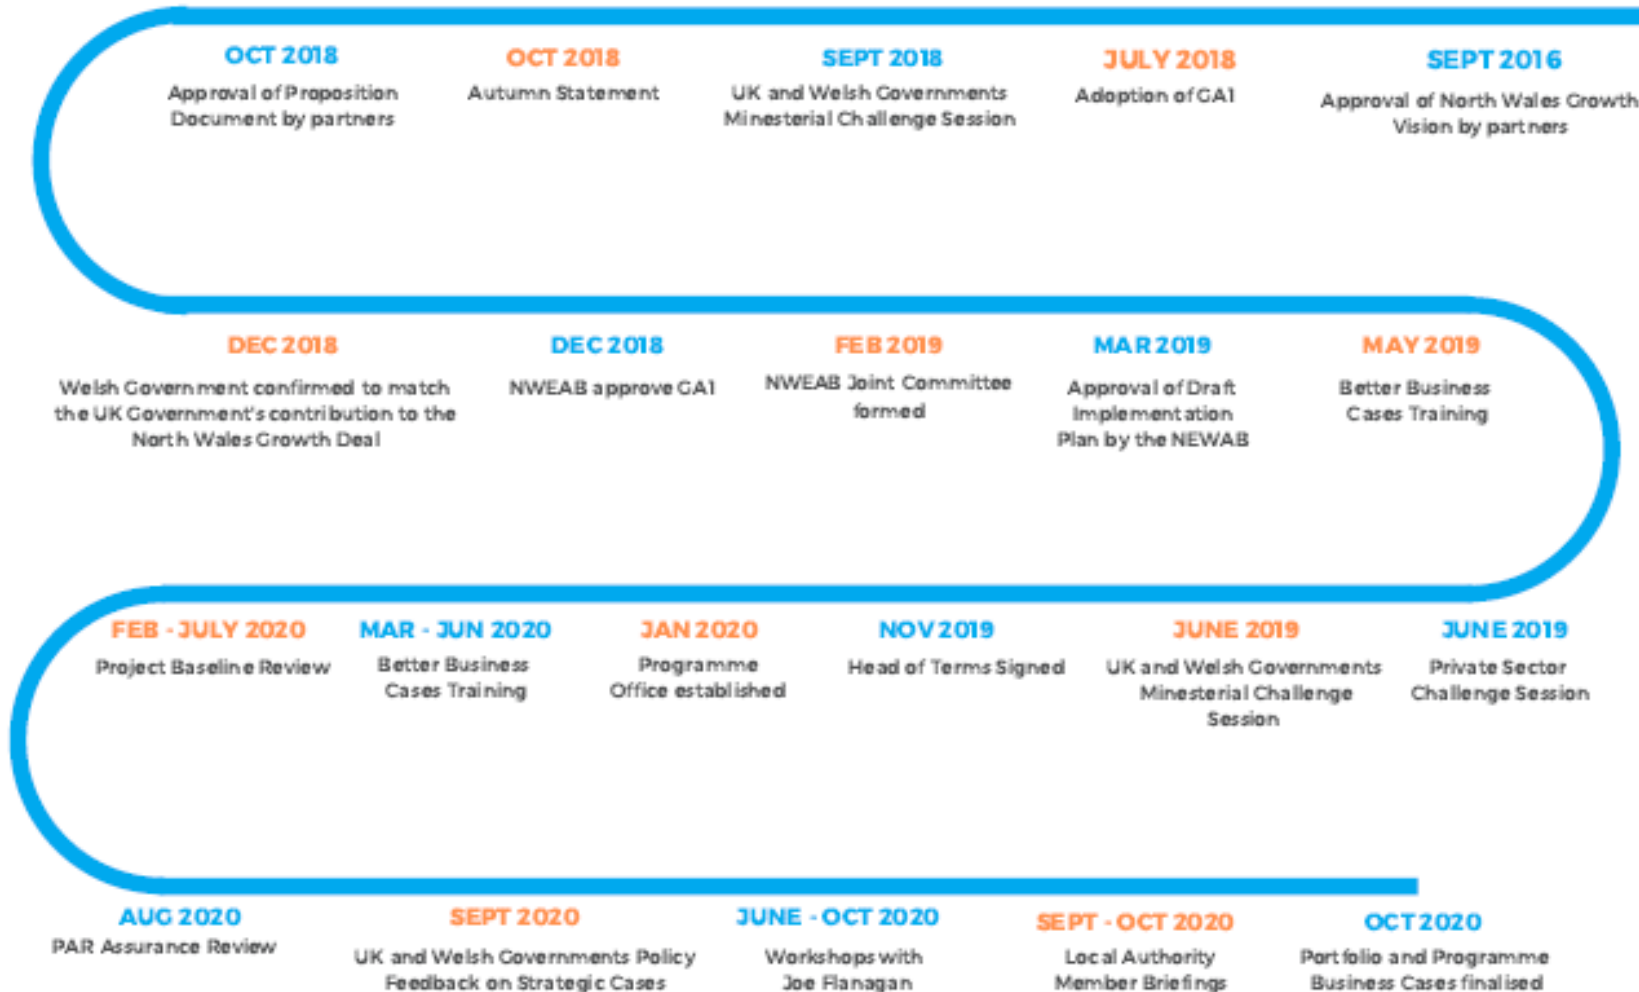 OCT 2018
Approval of Proposition
Document by partners
OCT 2018
Autumn Statement
SEPT 2018
UK and Welsh Governments
Minesterial Challenge Session
JULY 2018
Adoption of GA1
SEPT 2016
Approval of North Wales Growth
Vision by partners
DEC 2018
Welsh Government confirmed to match
the UK Government's contribution to the
North Wales Growth Deal
DEC 2018
NWEAB approve GA1
FEB 2019
NWEAB Joint Committee
formed
MAR 2019
Approval of Draft
Implementation
Plan by the NEWAB
MAY 2019
Better Business
Cases Training
FEB - JULY 2020
Project Baseline Review
MAR - JUN 2020
Better Business
Cases Training
JAN 2020
Programme
Office established
NOV 2019
Head of Terms Signed
JUNE 2019
UK and Welsh Governments
Minesterial Challenge
Session
JUNE 2019
Private Sector
Challenge Session
AUG 2020
PAR Assurance Review
SEPT 2020
UK and Welsh Governments Policy
Feedback on Strategic Cases
JUNE - OCT 2020
Workshops with
Joe Flanagan
SEPT - OCT 2020
Local Authority
Member Briefings
OCT 2020
Portfolio and Programme
Business Cases finalised